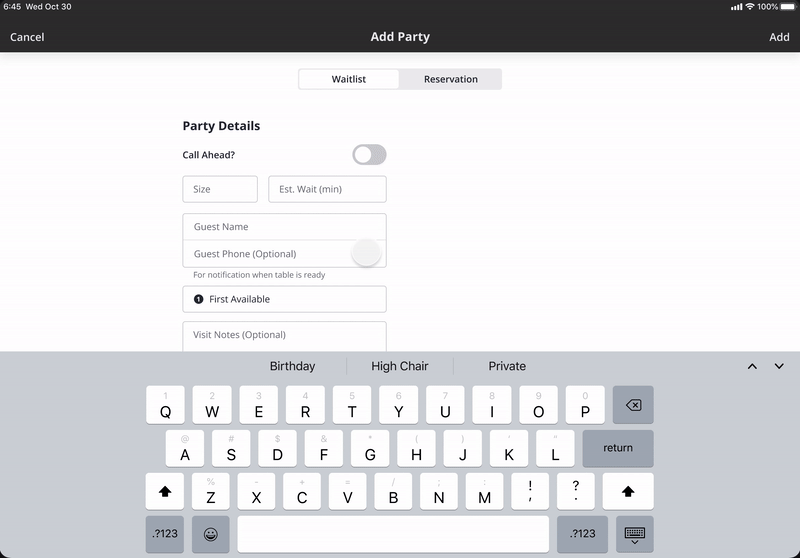 6:45 Wed Oct 30 100%
Cancel Add Party Add
Waitlist Reservation
Party Details
Call Ahead?
Size Est. Wait (min)
Guest Name
Guest Phone (Optional)
For notification when table is ready
1 First Available
Visit Notes (Optional)
Birthday High Chair Private
1 2 3 4 5 6 7 8 9 0
Q W E R T Y U I O P
@ # $ & * ( ) ' "
A S D F G H J K L return
% - + = / ; :
Z X C V B N M ! , ? .
.?123 .?123